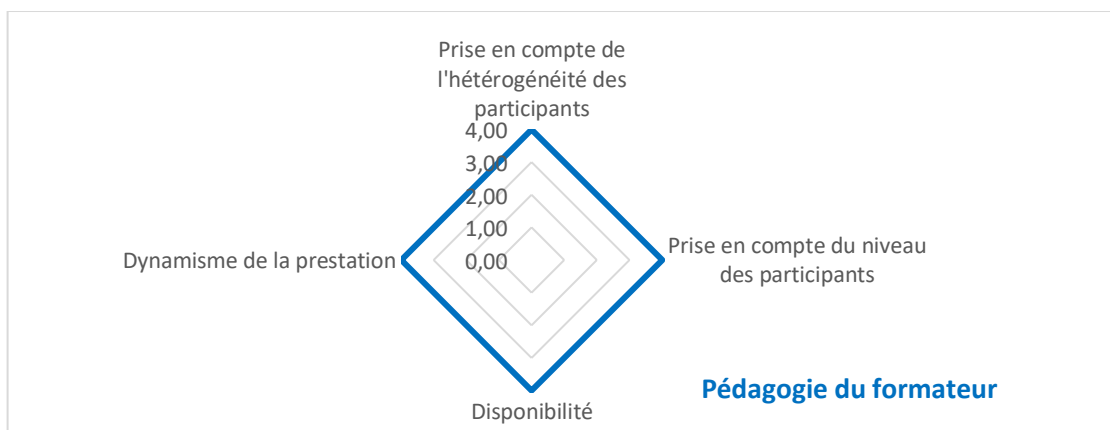 Prise en compte de
l'hétérogénéité des
participants
4,00
3,00
2,00
1,00
0,00
Dynamisme de la prestation
Prise en compte du niveau
des participants
Disponibilité
Pédagogie du formateur